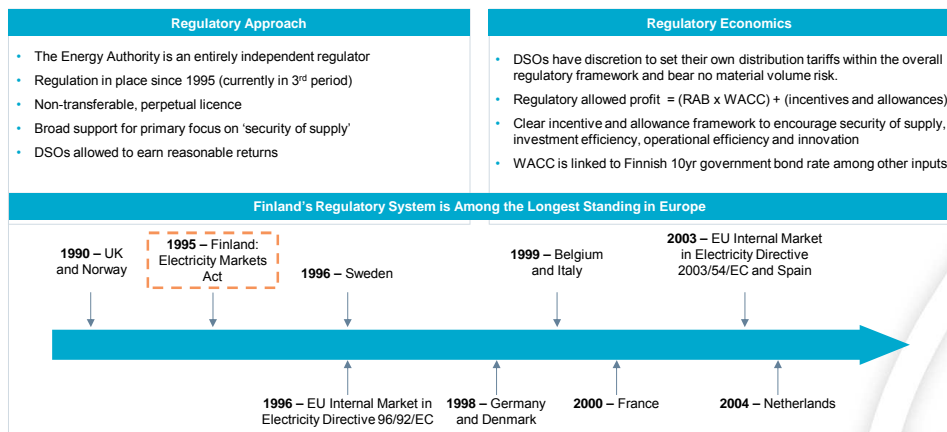 Regulatory Approach
• The Energy Authority is an entirely independent regulator
• Regulation in place since 1995 (currently in 3rd period)
• Non-transferable, perpetual licence
• Broad support for primary focus on ‘security of supply’
• DSOs allowed to earn reasonable returns
Regulatory Economics
• DSOs have discretion to set their own distribution tariffs within the overall
regulatory framework and bear no material volume risk.
• Regulatory allowed profit = (RAB x WACC) + (incentives and allowances)
• Clear incentive and allowance framework to encourage security of supply,
investment efficiency, operational efficiency and innovation
• WACC is linked to Finnish 10yr government bond rate among other inputs
Finland’s Regulatory System is Among the Longest Standing in Europe
1990 – UK
and Norway
1995 – Finland:
Electricity Markets
Act
1996 – Sweden
1999 – Belgium
and Italy
2003 – EU Internal Market
in Electricity Directive
2003/54/EC and Spain
1996 – EU Internal Market in
Electricity Directive 96/92/EC
1998 – Germany
and Denmark
2000 – France
2004 – Netherlands